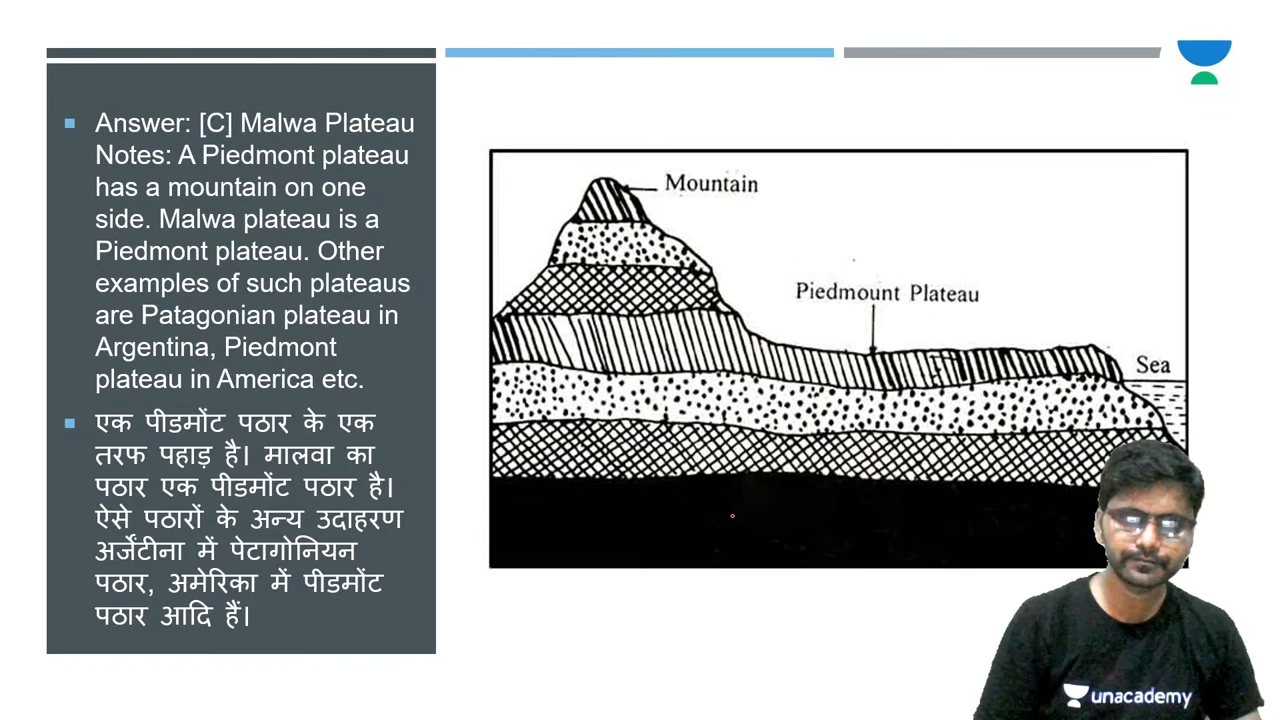 Answer: [C] Malwa Plateau
Notes: A Piedmont plateau
has a mountain on one
side. Malwa plateau is a
Piedmont plateau. Other
examples of such plateaus
are Patagonian plateau in
Argentina, Piedmont
plateau in America etc.
एक पीडमोंट पठार के एक
तरफ पहाड़ है। मालवा का
पठार एक पीडमोंट पठार है।
ऐसे पठारों के अन्य उदाहरण
अर्जेंटीना में पेटागोनियन
पठार, अमेरिका में पीडमोंट
पठार आदि हैं।
Mountain
Piedmount Plateau
Sea
unacademy